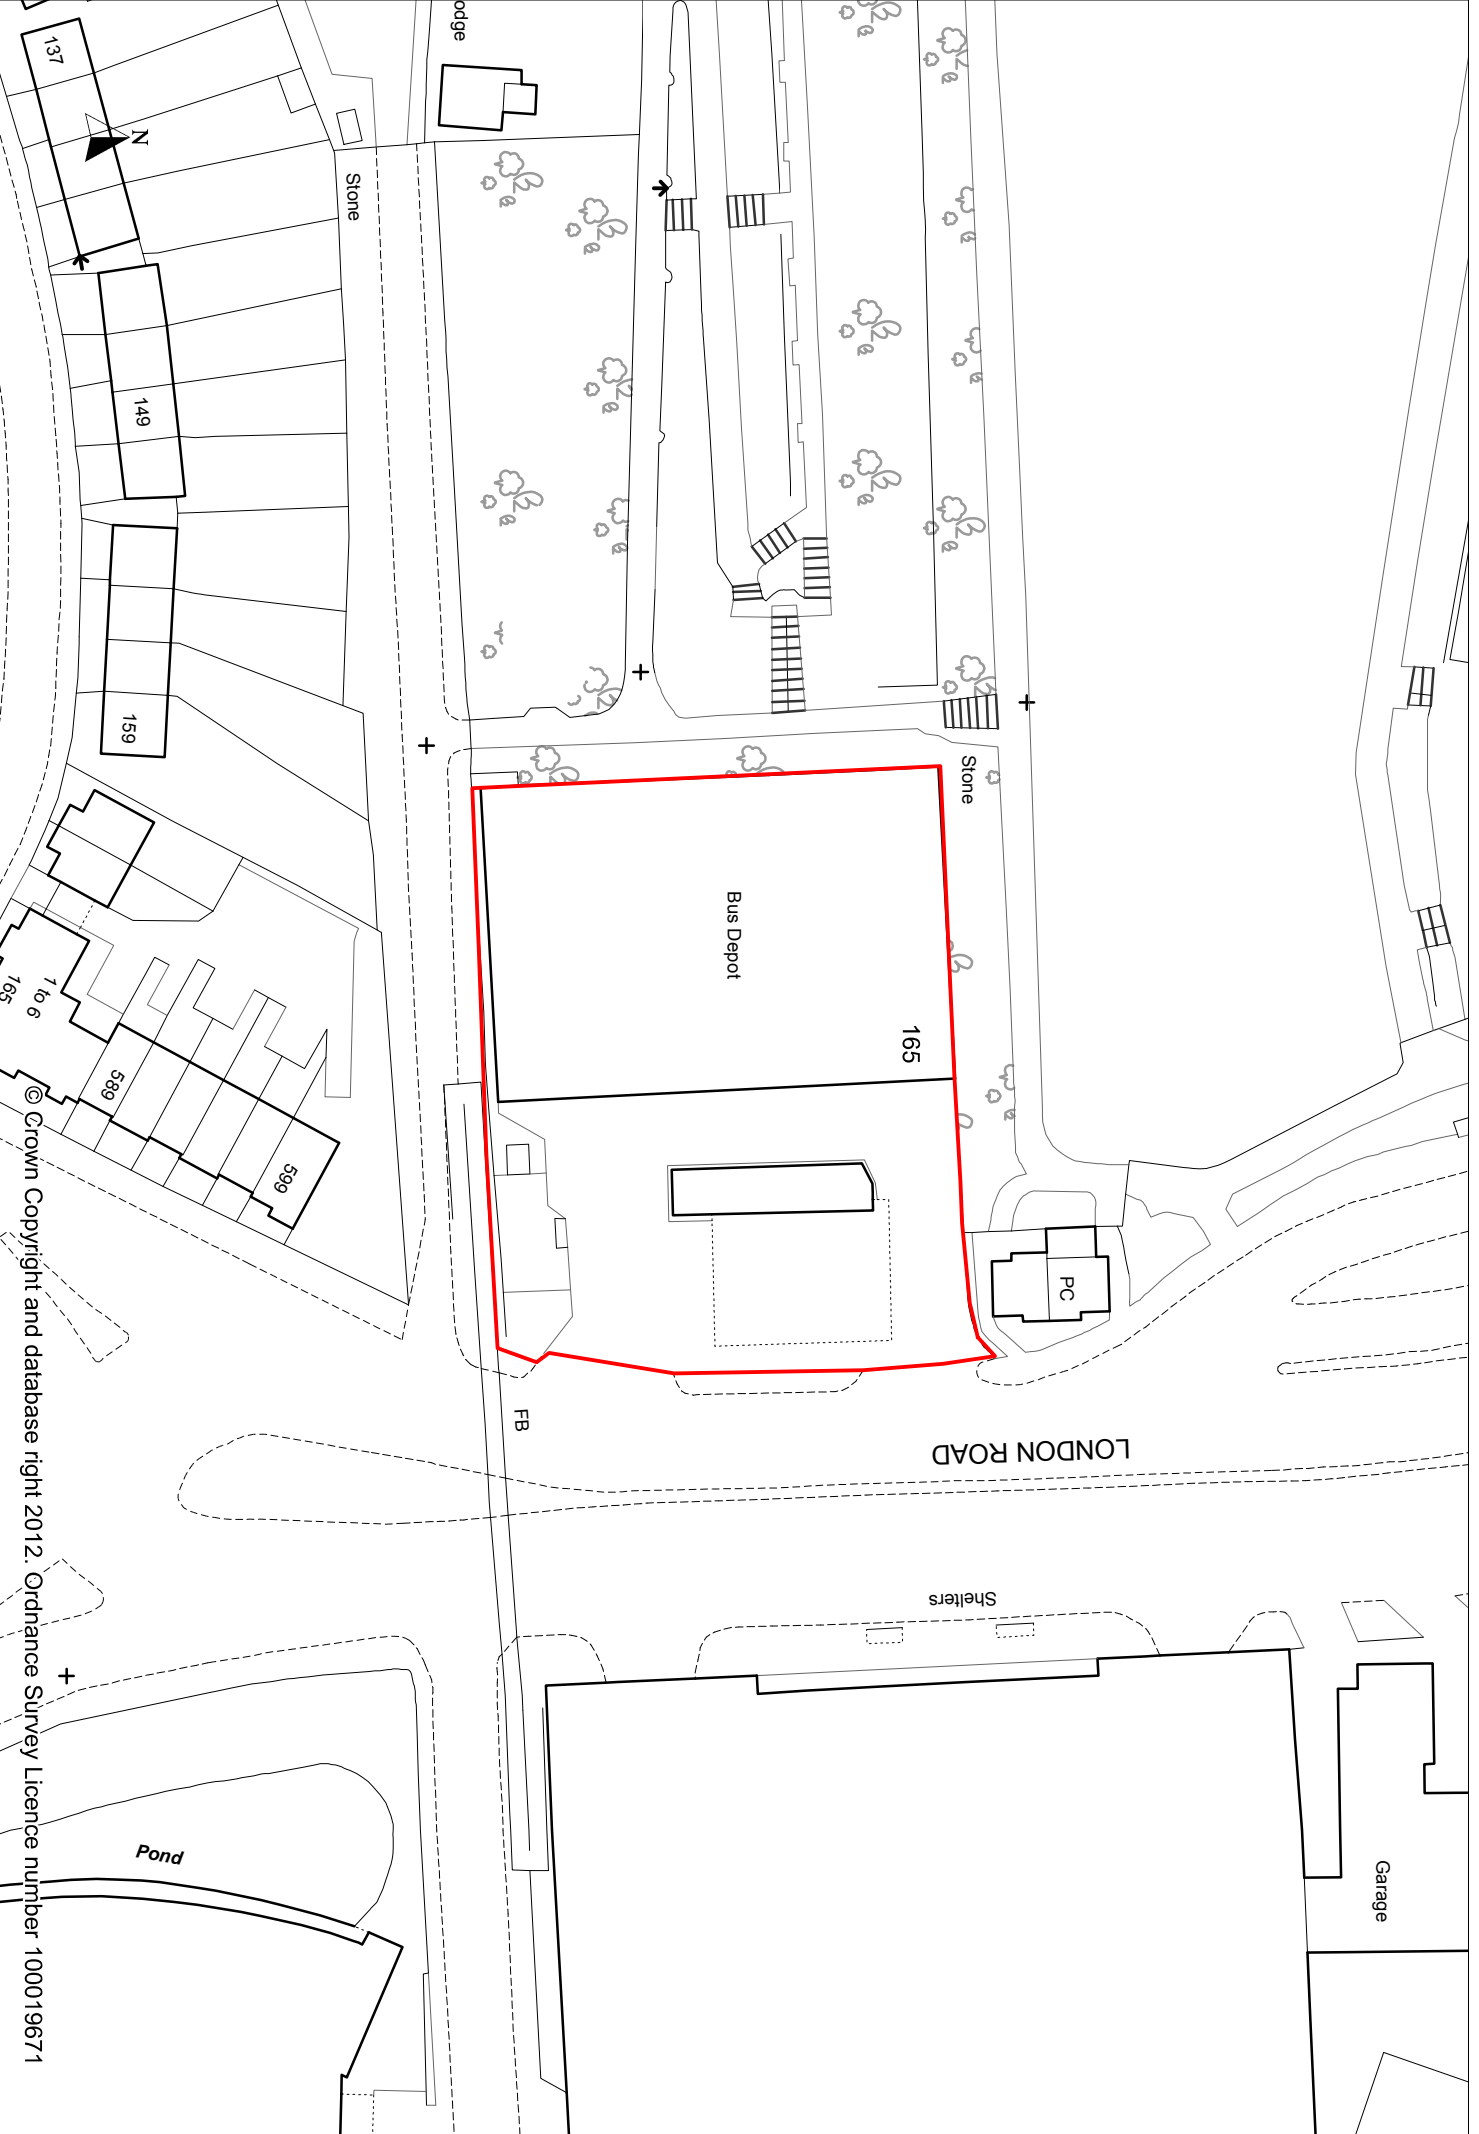 odge
137
N
Stone
149
159
Stone
Bus Depot
165
1 to 6
165
589
599
PC
FB
LONDON ROAD
Shelters
Pond
Garage
© Crown Copyright and database right 2012. Ordnance Survey Licence number 100019671